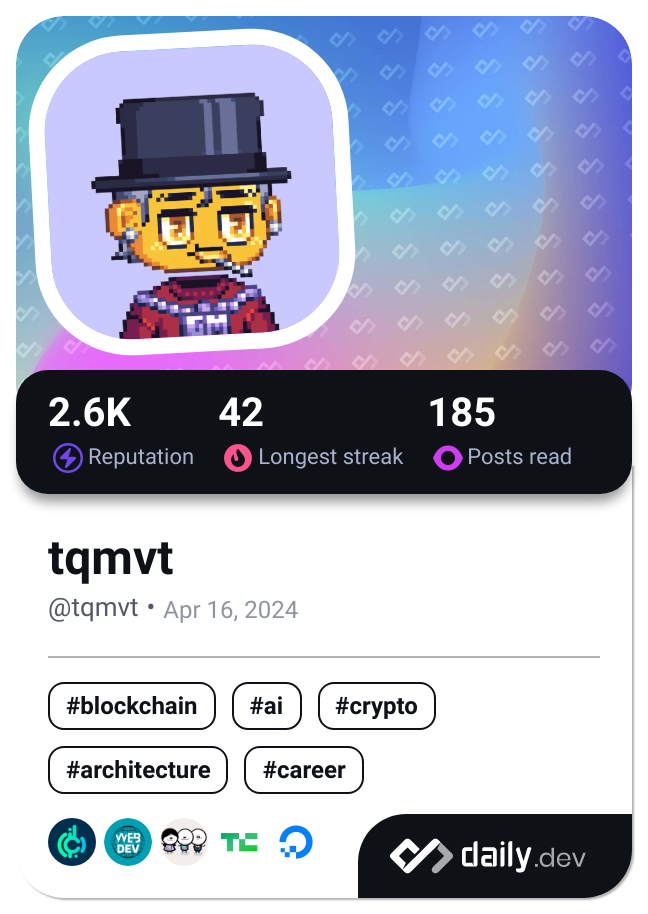 GM
2.6K 42 185
Reputation Longest streak Posts read
tqmvt
@tqmvt • Apr 16, 2024
#blockchain #ai #crypto
#architecture #career
WEB
DEV
TC
daily.dev